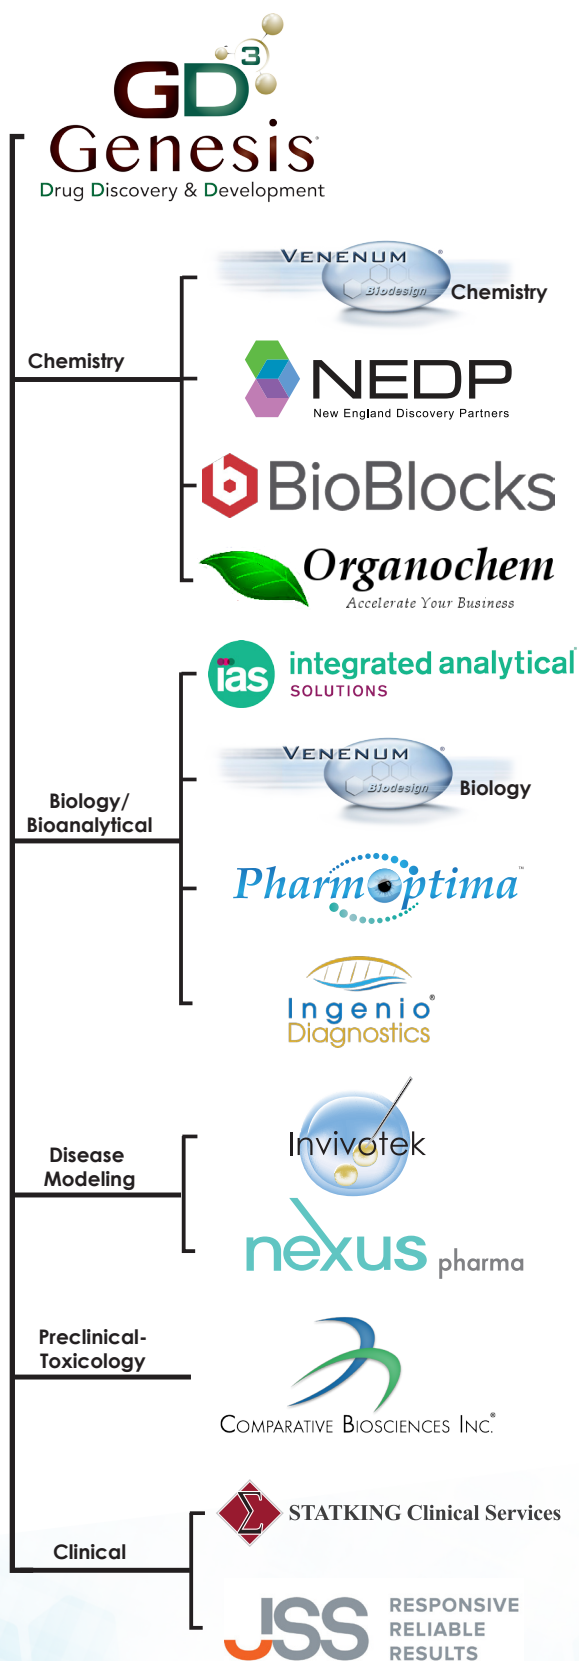 GD3
Genesis
Drug Discovery & Development
Chemistry
VENENUM
Biodesign
Chemistry
NEDP
New England Discovery Partners
BioBlocks
Organochem
Accelerate Your Business
Biology/
Bioanalytical
ias
integrated analytical
SOLUTIONS
VENENUM
Biodesign
Biology
PharmOptima™
Ingenio®
Diagnostics
Disease
Modeling
Invivotek
nexus pharma
Preclinical-
Toxicology
COMPARATIVE BIOSCIENCES INC.®
Clinical
Σ STATKING Clinical Services
JSS
RESPONSIVE
RELIABLE
RESULTS